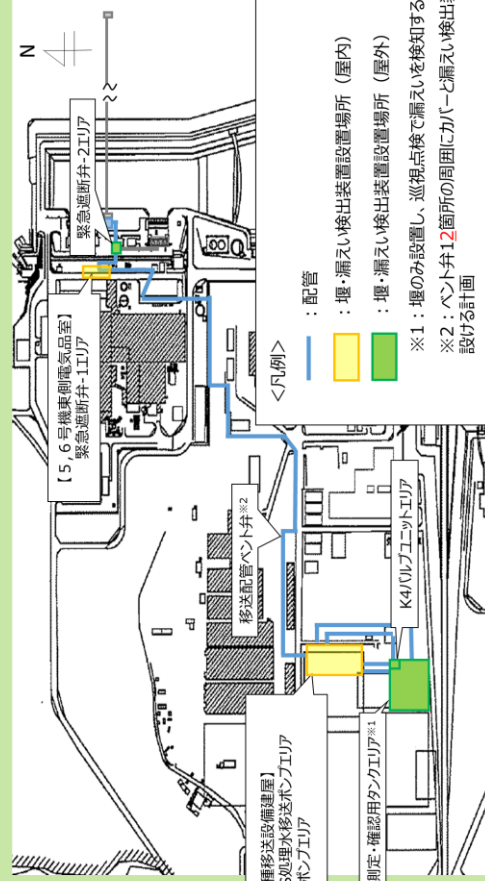 N
緊急遮断弁-2エリア
【5,6号機東側電気品室】
緊急遮断弁-1エリア
移送配管ベント弁※2
種移送設備建屋】
S処理水移送ポンプエリア
ポンプエリア
測定・確認用タンクエリア※1
K4バルブユニットエリア
<凡例>
：配管
：堰・漏えい検出装置設置場所（屋内）
：堰・漏えい検出装置設置場所（屋外）
※1：堰のみ設置し、巡視点検で漏えいを検知する
※2：ベント弁2箇所の周囲にカバーと漏えい検出
設ける計画